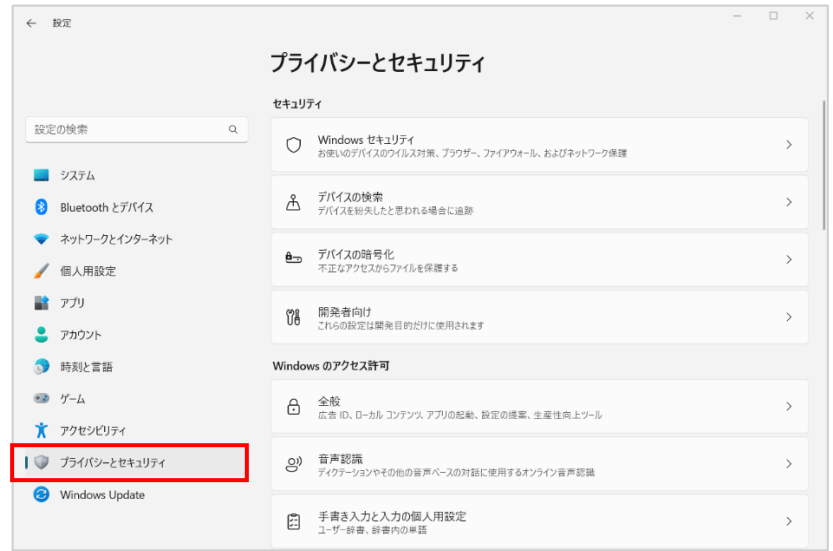 設定
プライバシーとセキュリティ
セキュリティ
設定の検索
システム
Bluetooth とデバイス
ネットワークとインターネット
個人用設定
アプリ
アカウント
時刻と言語
ゲーム
アクセシビリティ
プライバシーとセキュリティ
Windows Update
Windows セキュリティ
お使いのデバイスのウイルス対策、ブラウザー、ファイアウォール、およびネットワーク保護
デバイスの検索
デバイスを紛失したと思われる場合に追跡
デバイスの暗号化
不正なアクセスからファイルを保護する
開発者向け
これらの設定は開発目的だけに使用されます
Windows のアクセス許可
全般
広告 ID、ローカル コンテンツ、アプリの起動、設定の提案、生産性向上ツール
音声認識
ディクテーションやその他の音声ベースの対話に使用するオンライン音声認識
手書き入力と入力の個人用設定
ユーザー辞書、辞書内の単語